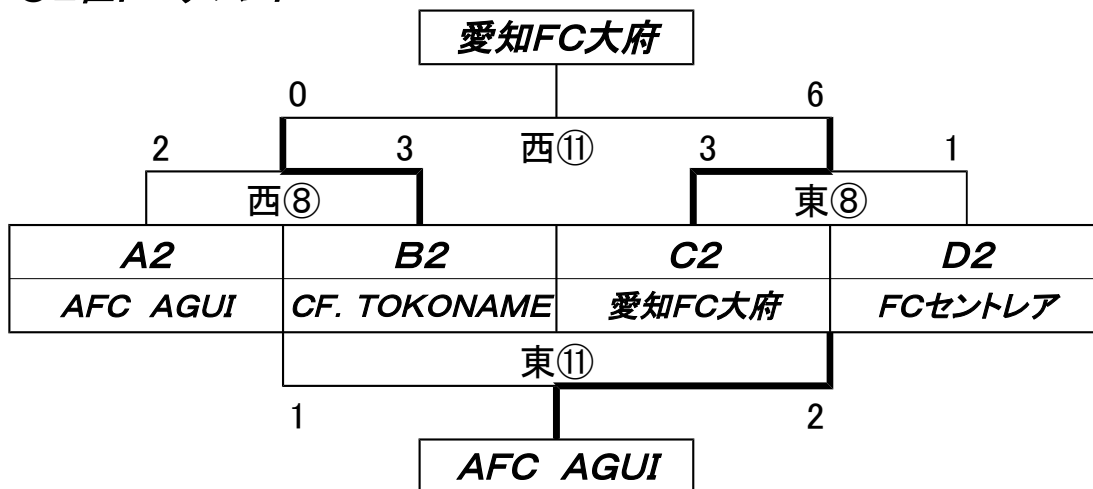 愛知FC大府
0 6
2 3 西⑪ 3 1
西⑧ 東⑧
A2 B2 C2 D2
AFC AGUI CF. TOKONAME 愛知FC大府 FCセントレア
東⑪
1 2
AFC AGUI